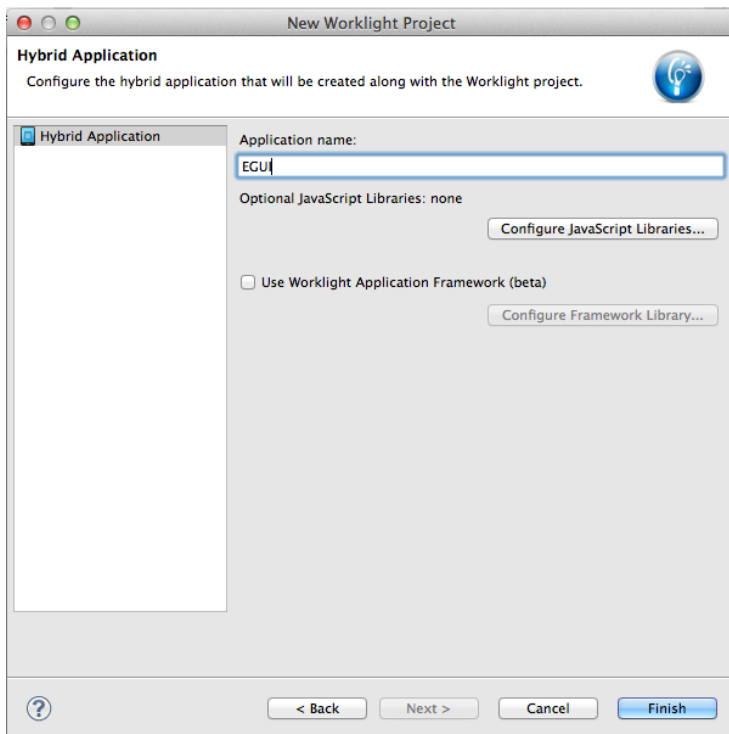 New Worklight Project
Hybrid Application
Configure the hybrid application that will be created along with the Worklight project.
Hybrid Application
Application name:
EGUI
Optional JavaScript Libraries: none
Configure JavaScript Libraries...
Use Worklight Application Framework (beta)
Configure Framework Library...
?
< Back
Next >
Cancel
Finish